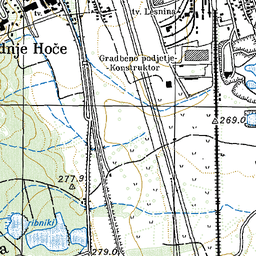 tv. Lesnina
dnje Hoče
Gradbeno podjetje-
Konstruktor
269.0
277.9
ribniki
279.0
a